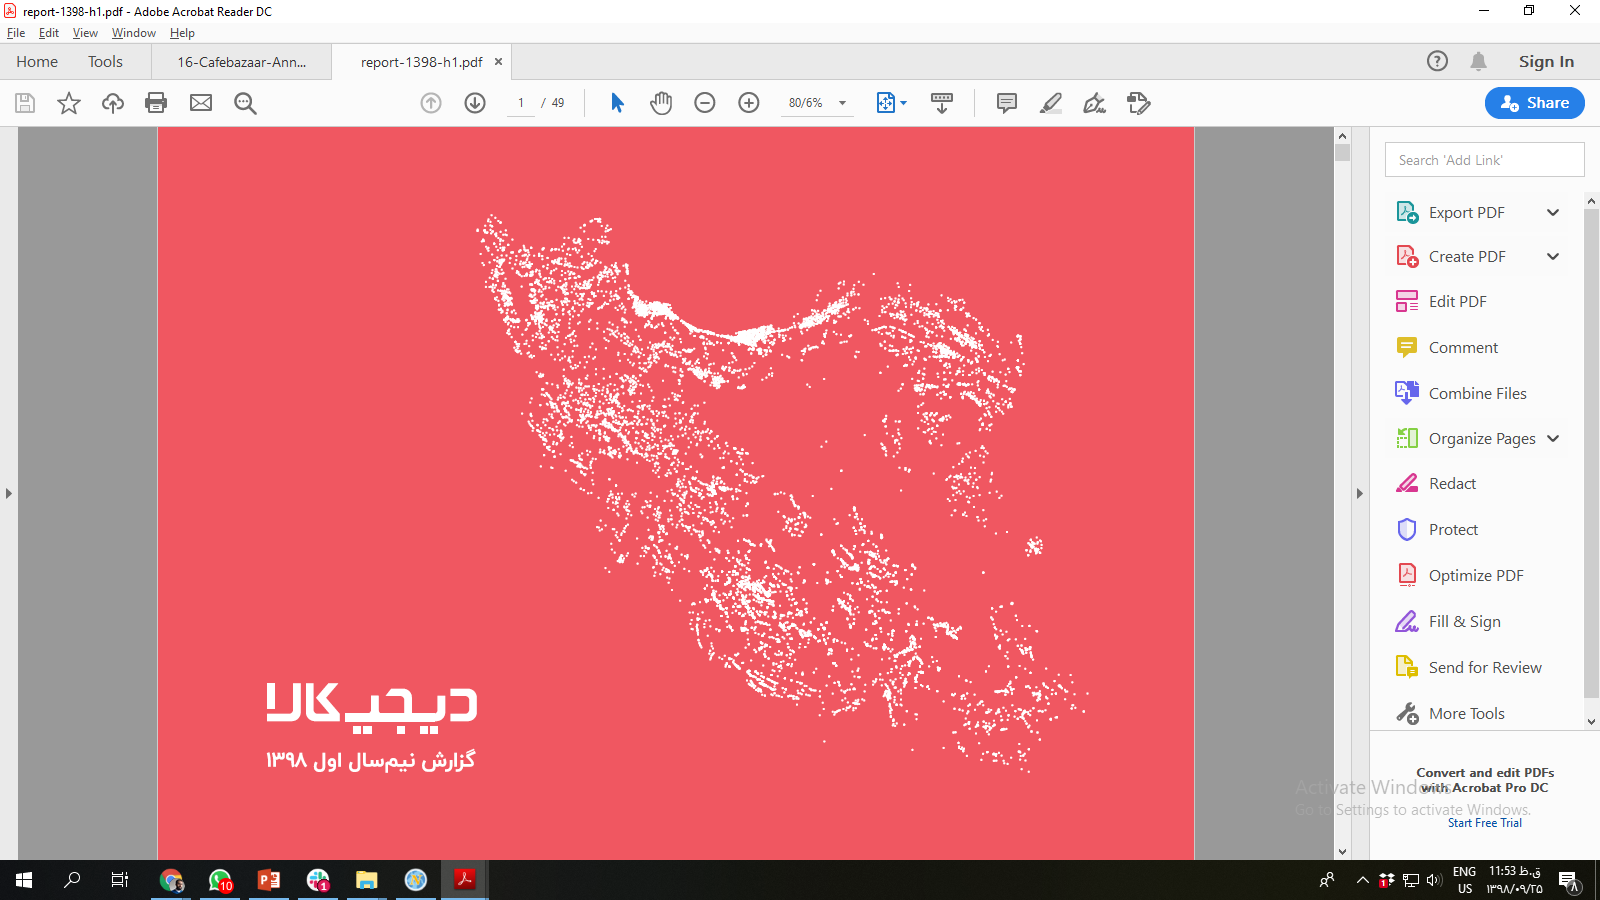 report-1398-h1.pdf - Adobe Acrobat Reader DC
File Edit View Window Help
Home Tools 16-Cafebazaar-Ann... report-1398-h1.pdf Sign In
1 / 49 80/6% Share
Search 'Add Link'
Export PDF
Create PDF
Edit PDF
Comment
Combine Files
Organize Pages
Redact
Protect
Optimize PDF
Fill & Sign
Send for Review
More Tools
دیجی‌کالا
گزارش نیم‌سال اول ۱۳۹۸
Convert and edit PDFs
with Acrobat Pro DC
Start Free Trial
Activate Windows
Go to Settings to activate Windows.
10
1
1
ENG
US
11:53 ق.ظ
۱۳۹۸/۰۹/۲۵
۸